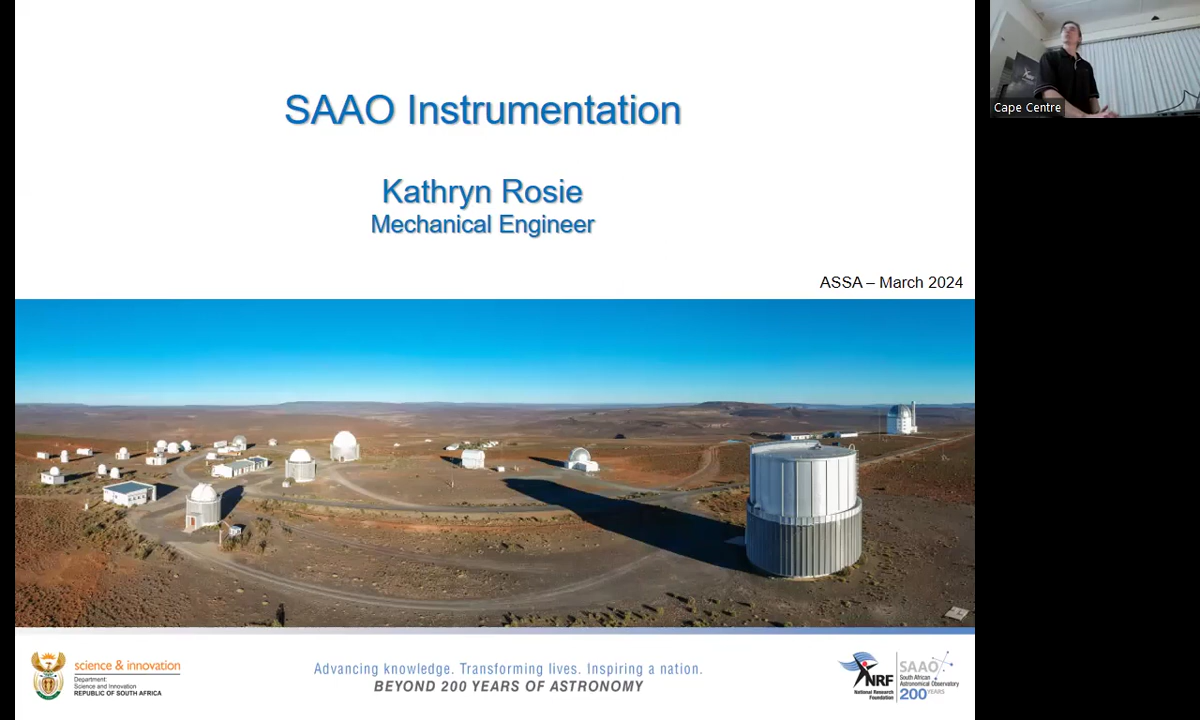 SAAO Instrumentation
Kathryn Rosie
Mechanical Engineer
ASSA – March 2024
Cape Centre
science & innovation
Department:
Science and Innovation
REPUBLIC OF SOUTH AFRICA
Advancing knowledge. Transforming lives. Inspiring a nation.
BEYOND 200 YEARS OF ASTRONOMY
NRF
National Research
Foundation
SAAO
South African
Astronomical Observatory
200 YEARS